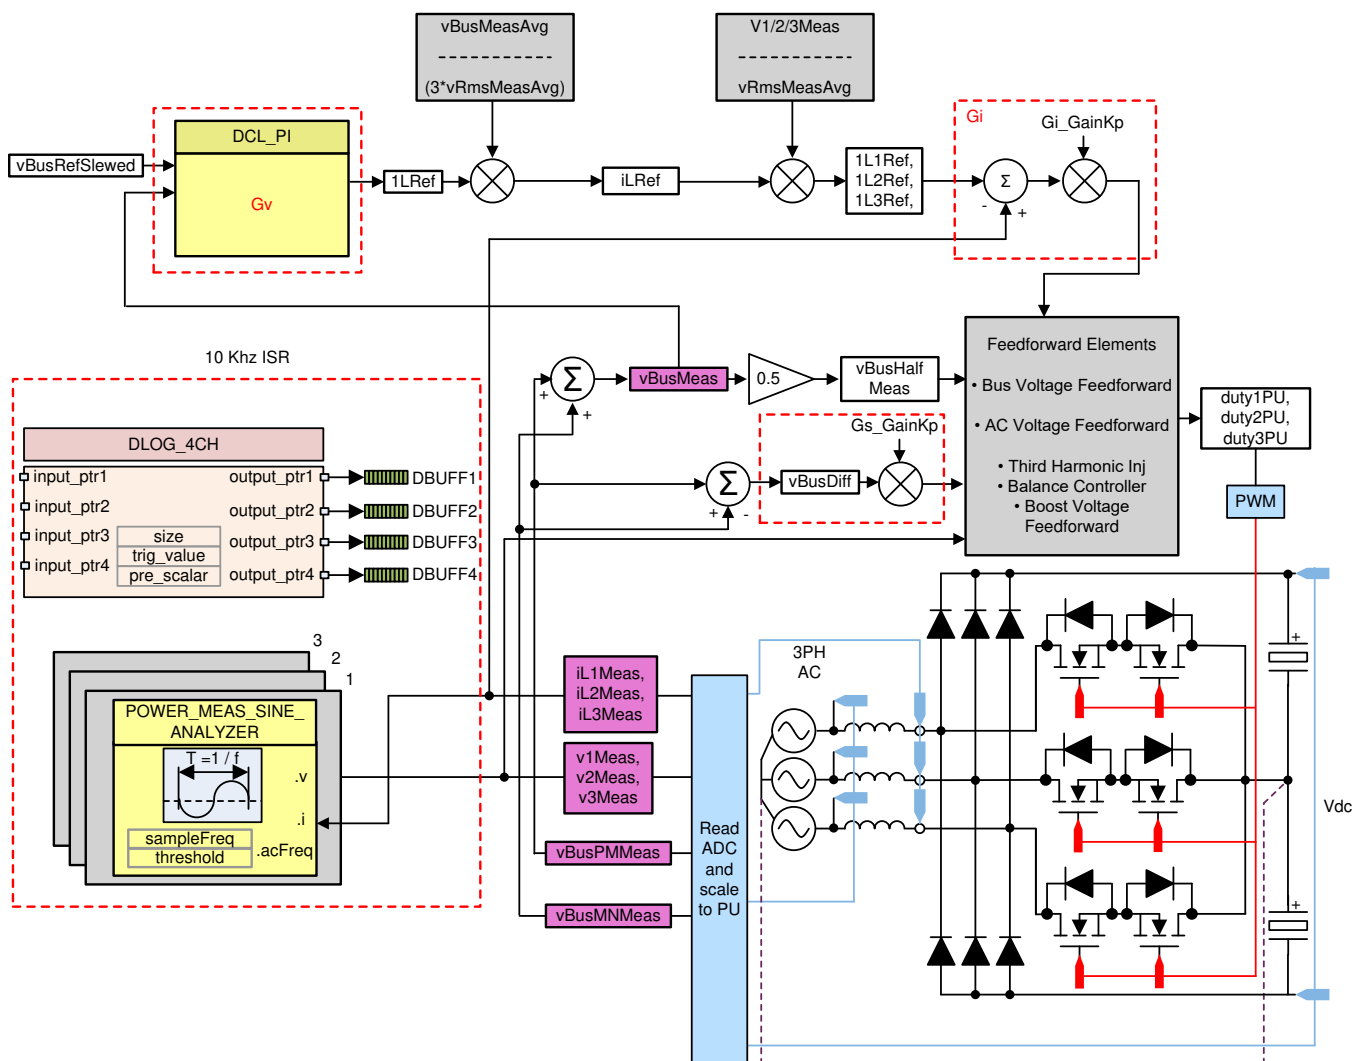 vBusMeasAvg
(3*vRmsMeasAvg)
V1/2/3Meas
vRmsMeasAvg
DCL_PI
Gv
vBusRefSlewed
1LRef
iLRef
1L1Ref,
1L2Ref,
1L3Ref,
Gi
Gi_GainKp
Σ
-
+
10 Khz ISR
Σ
+
+
vBusMeas
0.5
vBusHalf
Meas
Feedforward Elements
• Bus Voltage Feedforward
• AC Voltage Feedforward
• Third Harmonic Inj
• Balance Controller
• Boost Voltage
Feedforward
duty1PU,
duty2PU,
duty3PU
PWM
Gs_GainKp
Σ
+
-
vBusDiff
DLOG_4CH
input_ptr1
input_ptr2
input_ptr3
input_ptr4
size
trig_value
pre_scalar
output_ptr1
output_ptr2
output_ptr3
output_ptr4
DBUFF1
DBUFF2
DBUFF3
DBUFF4
3
2
1
POWER_MEAS_SINE_
ANALYZER
T =1 / f
.v
.i
.acFreq
sampleFreq
threshold
iL1Meas,
iL2Meas,
iL3Meas
v1Meas,
v2Meas,
v3Meas
vBusPMMeas
vBusMNMeas
Read
ADC
and
scale
to PU
3PH
AC
+
+
Vdc